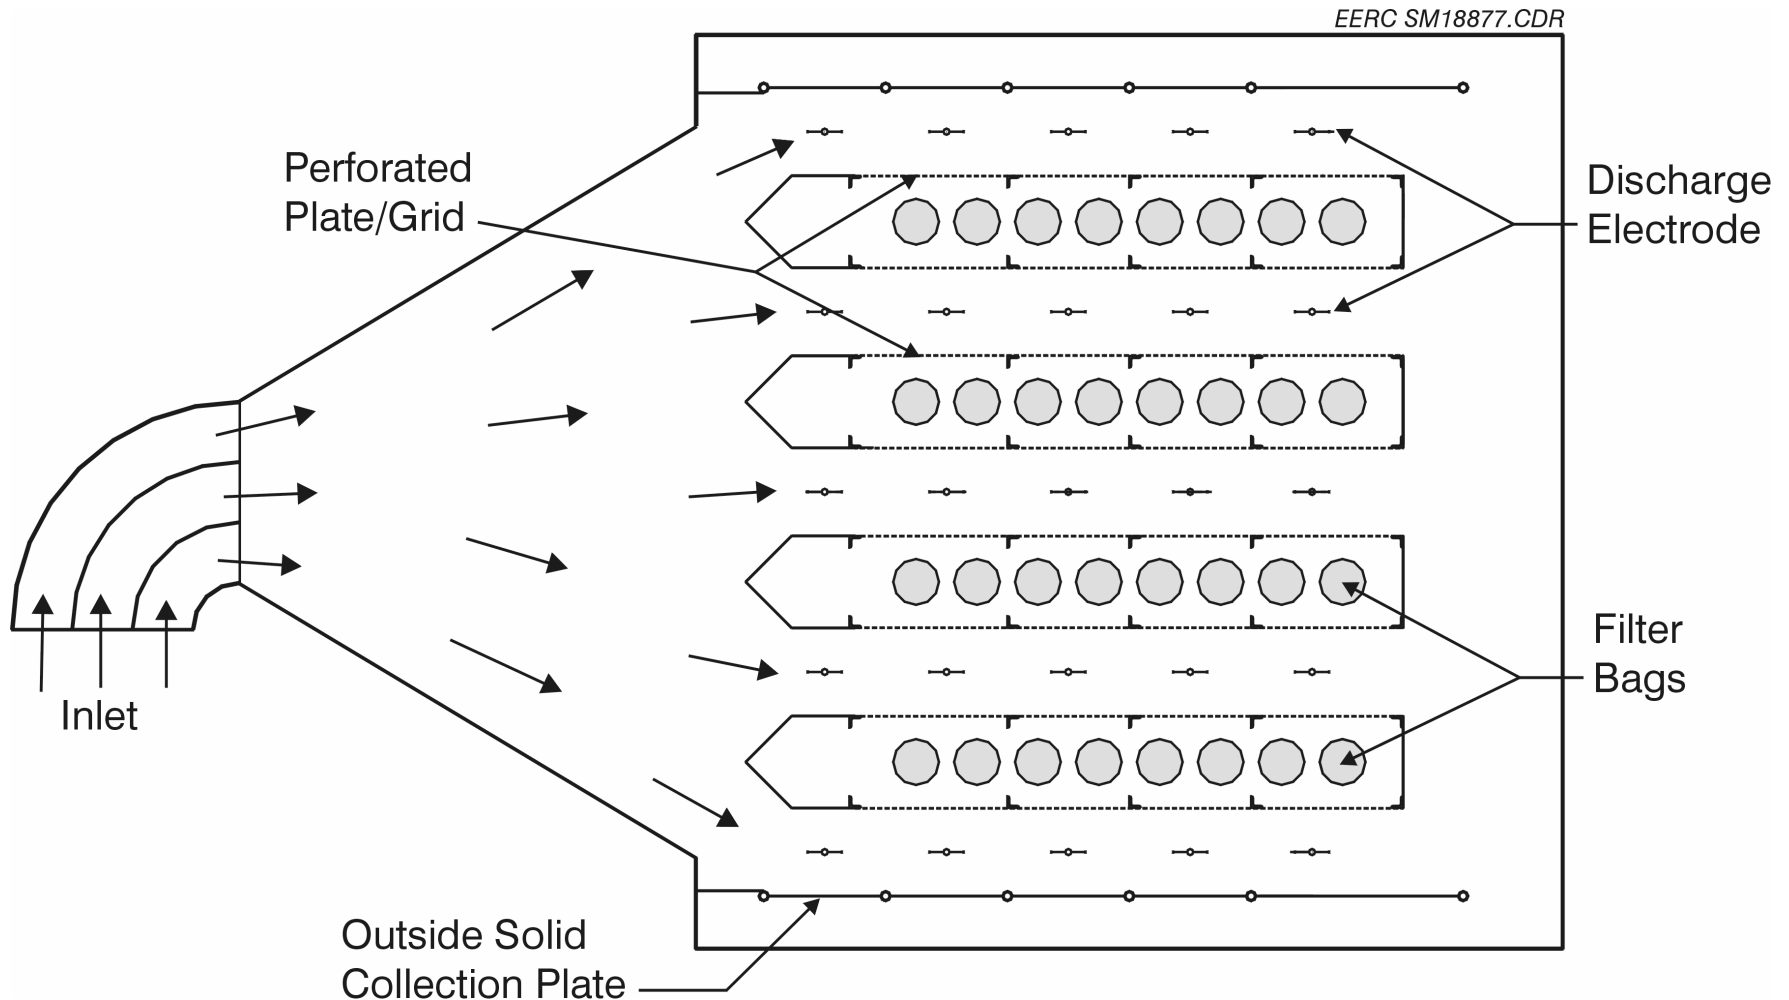 EERC SM18877.CDR
Perforated
Plate/Grid
Discharge
Electrode
Filter
Bags
Inlet
Outside Solid
Collection Plate